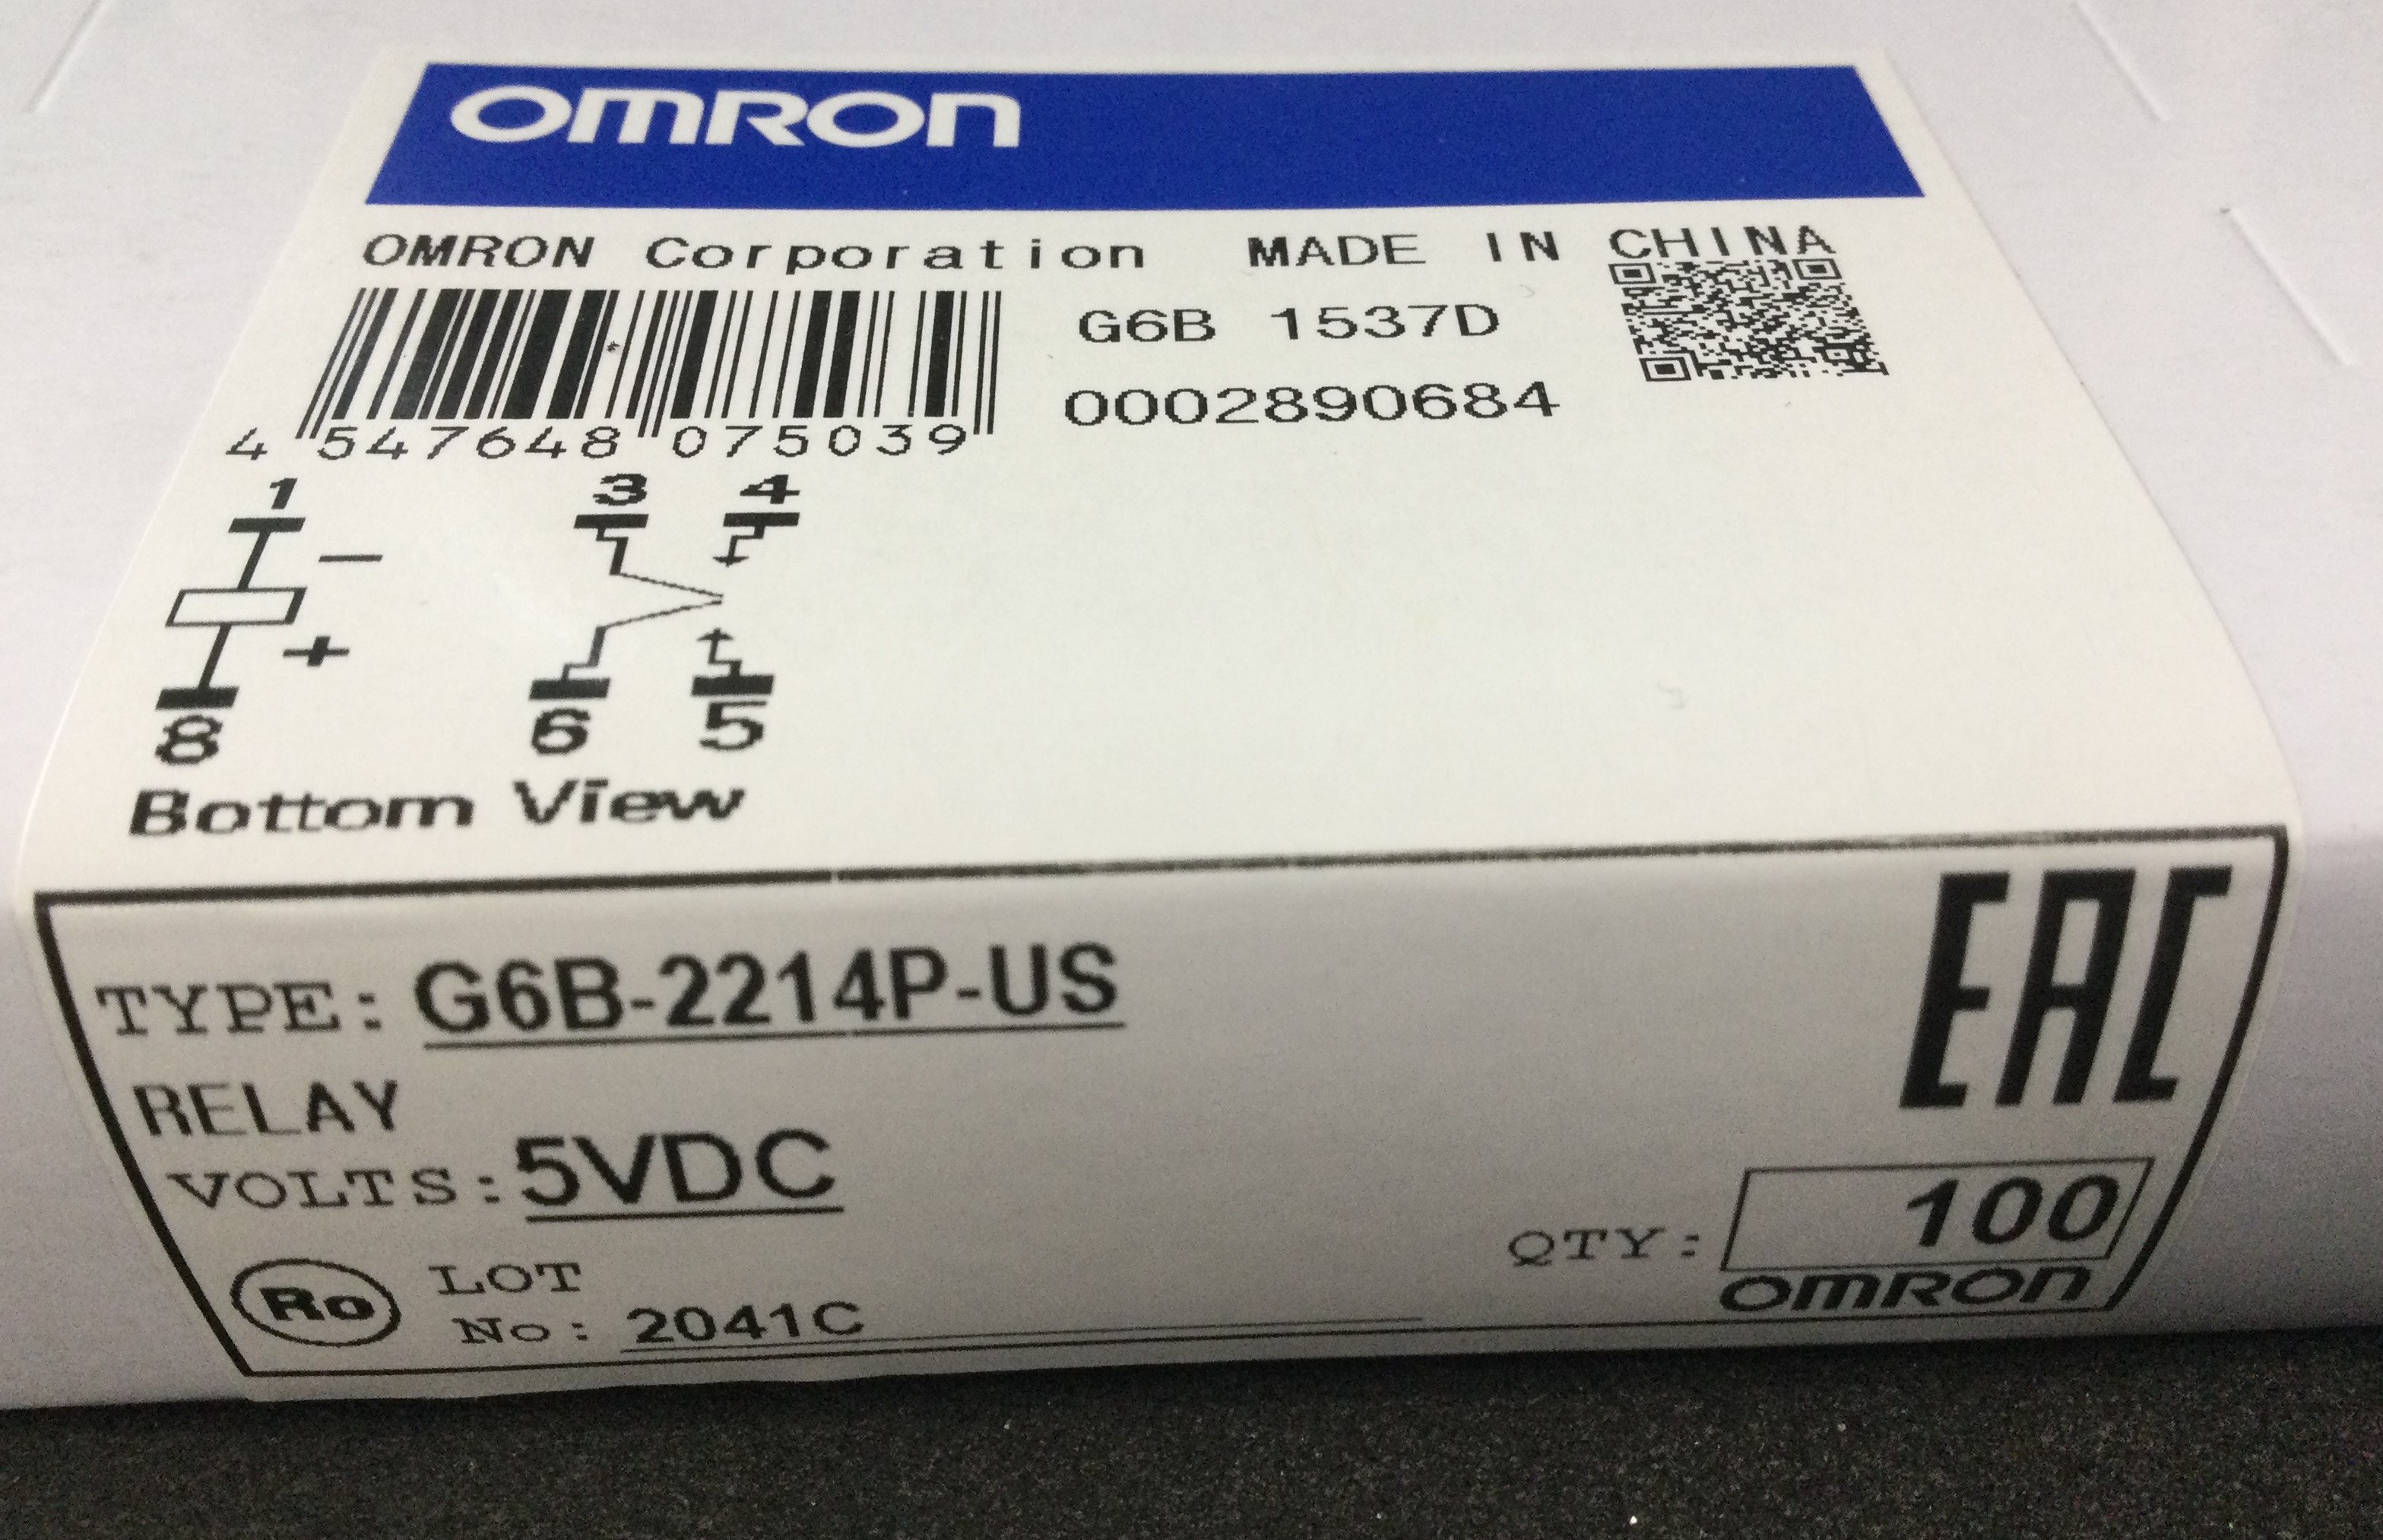 OMRON
OMRON Corporation MADE IN CHINA
G6B 1537D
0002890684
4 547648 075039
1 3 4
−
+
8 6 5
Bottom View
TYPE: G6B-2214P-US
EAC
RELAY
VOLTS: 5VDC
QTY: 100
Ro LOT
No: 2041C
OMRON